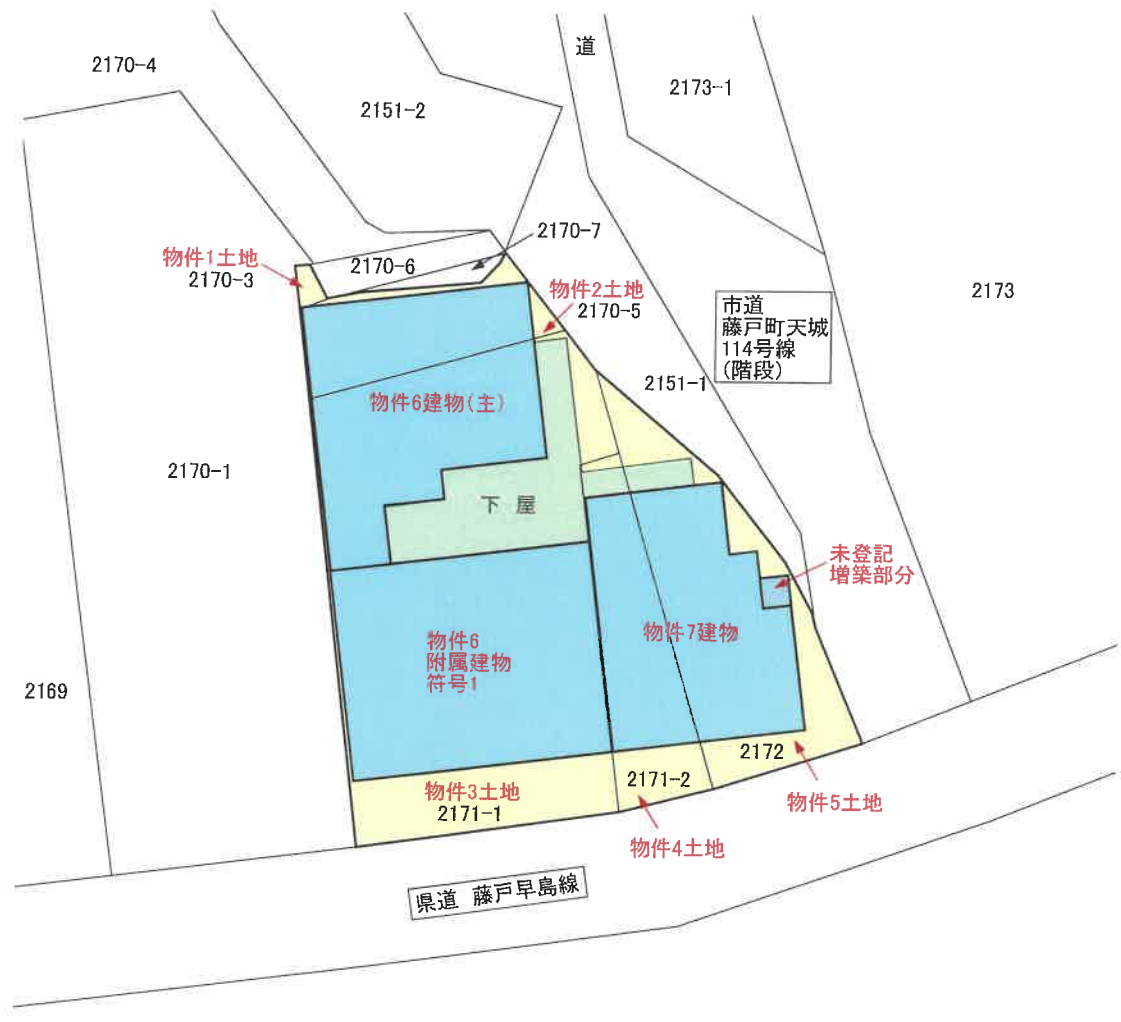 道
2170-4
2173-1
2151-2
2170-7
物件1土地
2170-3
2170-6
物件2土地
2170-5
2173
市道
藤戸町天城
114号線
(階段)
2151-1
物件6建物(主)
2170-1
下 屋
未登記
増築部分
物件6
附属建物
符号1
物件7建物
2169
2172
2171-2
物件3土地
2171-1
物件5土地
物件4土地
県道 藤戸早島線